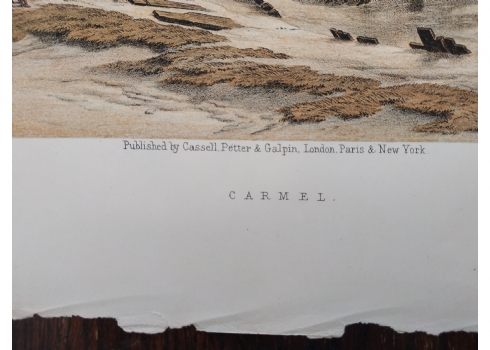 Published by Cassell, Petter & Galpin, London, Paris & New York.
CARMEL.